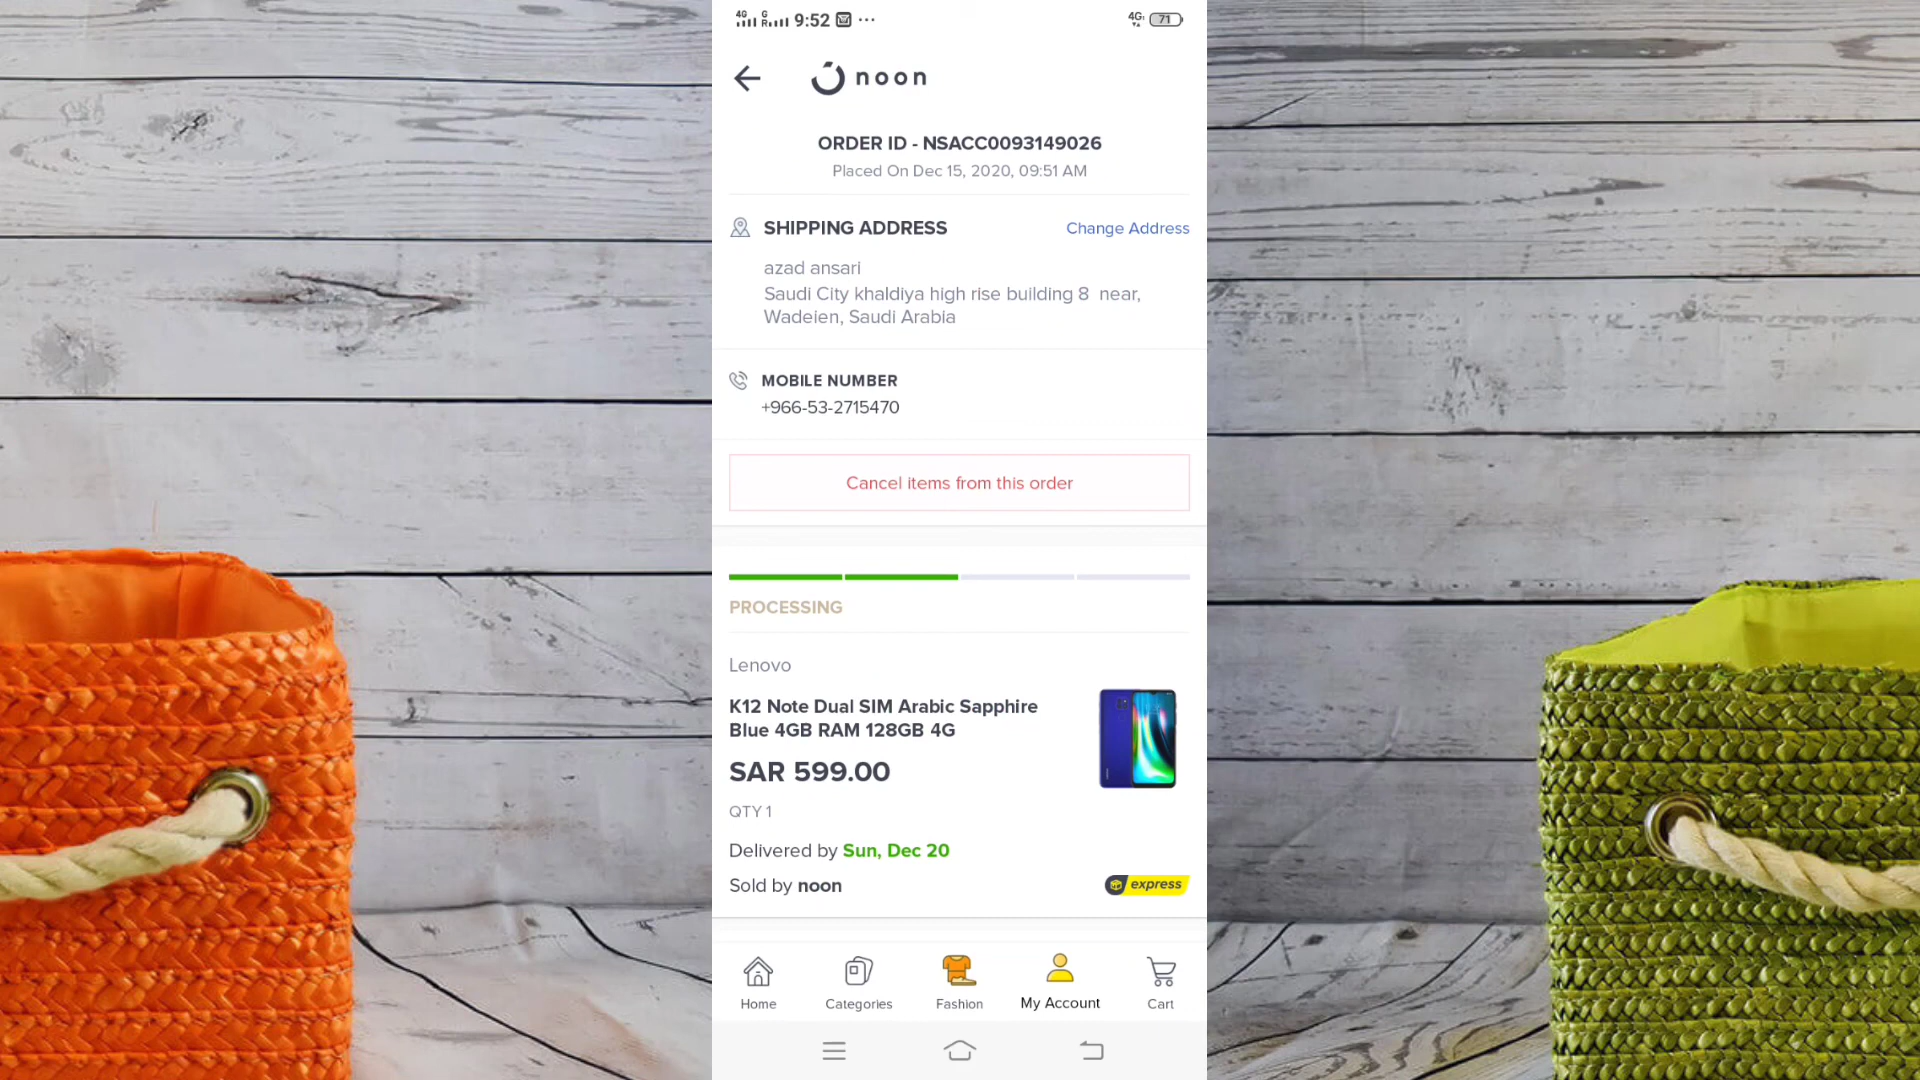 4G G R 9:52 ... 4G 71
noon
ORDER ID - NSACC0093149026
Placed On Dec 15, 2020, 09:51 AM
SHIPPING ADDRESS Change Address
azad ansari
Saudi City khaldiya high rise building 8 near,
Wadeien, Saudi Arabia
MOBILE NUMBER
+966-53-2715470
Cancel items from this order
PROCESSING
Lenovo
K12 Note Dual SIM Arabic Sapphire
Blue 4GB RAM 128GB 4G
SAR 599.00
QTY 1
Delivered by Sun, Dec 20
Sold by noon express
Home Categories Fashion My Account Cart